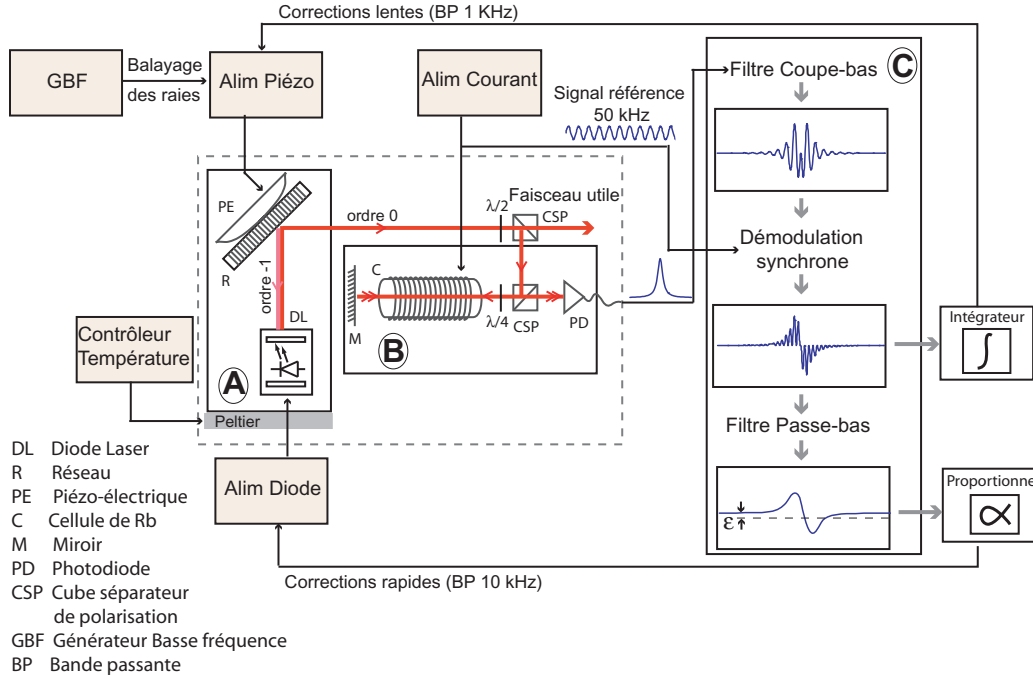 Corrections lentes (BP 1 KHz)
GBF
Balayage
des raies
Alim Piézo
Alim Courant
Signal référence
50 kHz
Filtre Coupe-bas
C
PE
R
ordre 0
ordre -1
λ/2
CSP
Faisceau utile
C
M
λ/4
CSP
PD
B
DL
A
Peltier
Contrôleur
Température
Démodulation
synchrone
Intégrateur
∫
Filtre Passe-bas
ε
Proportionne
α
Alim Diode
Corrections rapides (BP 10 kHz)
DL Diode Laser
R Réseau
PE Piézo-électrique
C Cellule de Rb
M Miroir
PD Photodiode
CSP Cube séparateur
de polarisation
GBF Générateur Basse fréquence
BP Bande passante